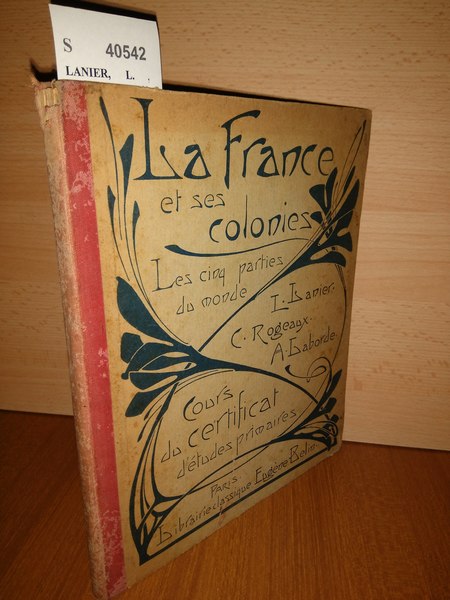 S 40542
LANIER, L.
La France
et ses
colonies
Les cinq parties
du monde
L. Lanier.
C. Rogeaux.
A. Laborde
Cours
du certificat
d'études primaires
PARIS
Librairie classique Eugène Belin